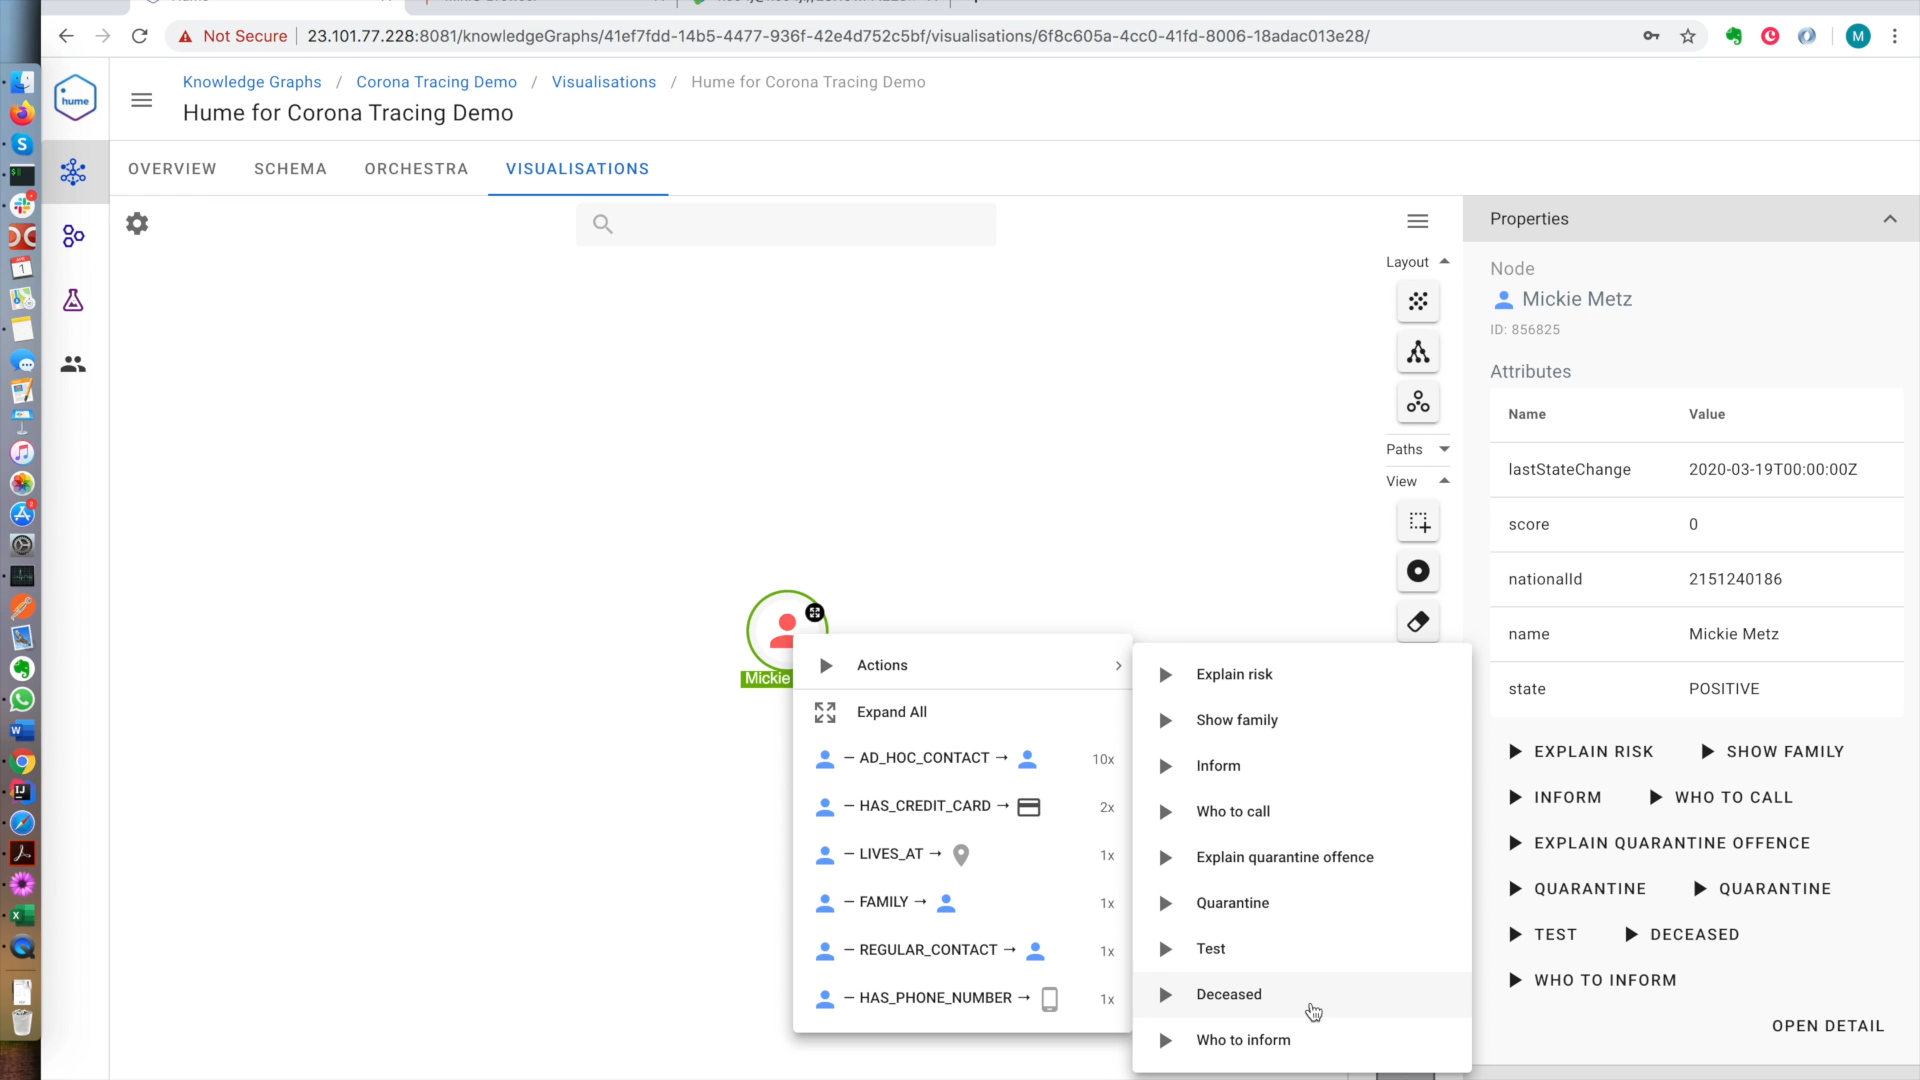 Not Secure
23.101.77.228:8081/knowledgeGraphs/41ef7fdd-14b5-4477-936f-42e4d752c5bf/visualisations/6f8c605a-4cc0-41fd-8006-18adac013e28/
M
hume
Knowledge Graphs / Corona Tracing Demo / Visualisations / Hume for Corona Tracing Demo
Hume for Corona Tracing Demo
OVERVIEW SCHEMA ORCHESTRA VISUALISATIONS
Layout
Paths
View
Mickie
Actions
Expand All
— AD_HOC_CONTACT → 10x
— HAS_CREDIT_CARD → 2x
— LIVES_AT → 1x
— FAMILY → 1x
— REGULAR_CONTACT → 1x
— HAS_PHONE_NUMBER → 1x
Explain risk
Show family
Inform
Who to call
Explain quarantine offence
Quarantine
Test
Deceased
Who to inform
Properties
Node
Mickie Metz
ID: 856825
Attributes
Name Value
lastStateChange 2020-03-19T00:00:00Z
score 0
nationalId 2151240186
name Mickie Metz
state POSITIVE
EXPLAIN RISK SHOW FAMILY
INFORM WHO TO CALL
EXPLAIN QUARANTINE OFFENCE
QUARANTINE QUARANTINE
TEST DECEASED
WHO TO INFORM
OPEN DETAIL